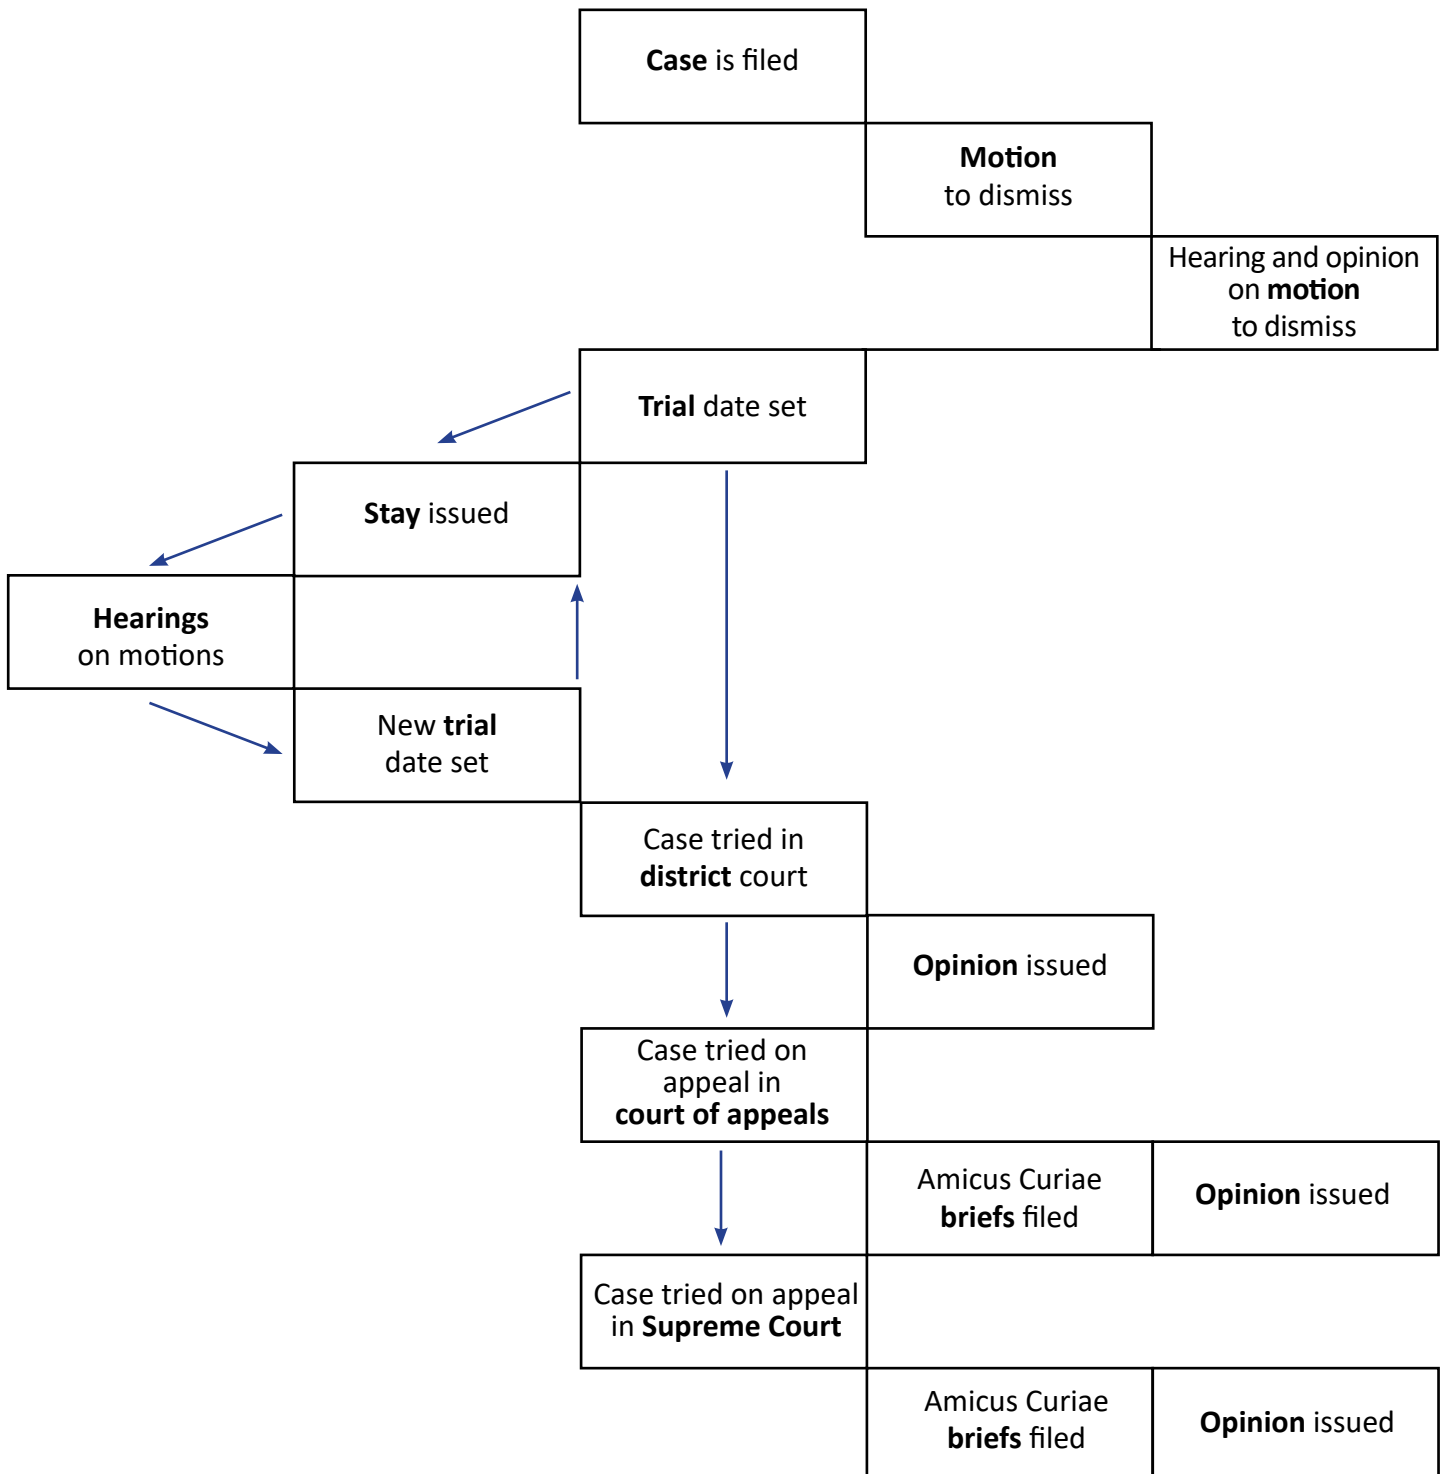 Case is filed
Motion
to dismiss
Hearing and opinion
on motion
to dismiss
Trial date set
Stay issued
Hearings
on motions
New trial
date set
Case tried in
district court
Opinion issued
Case tried on
appeal in
court of appeals
Amicus Curiae
briefs filed
Opinion issued
Case tried on appeal
in Supreme Court
Amicus Curiae
briefs filed
Opinion issued